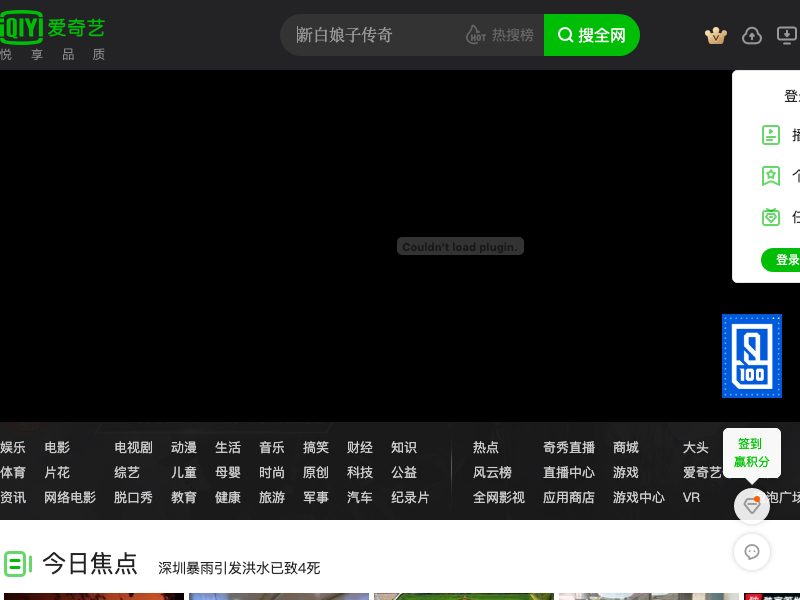 iQIYI 爱奇艺
悦 享 品 质
新白娘子传奇
HOT 热搜榜
搜全网
登录
Couldn't load plugin.
100
娱乐 电影 电视剧 动漫 生活 音乐 搞笑 财经 知识 热点 奇秀直播 商城 大头
体育 片花 综艺 儿童 母婴 时尚 原创 科技 公益 风云榜 直播中心 游戏 爱奇艺
资讯 网络电影 脱口秀 教育 健康 旅游 军事 汽车 纪录片 全网影视 应用商店 游戏中心 VR 泡广场
签到
赢积分
今日焦点 深圳暴雨引发洪水已致4死